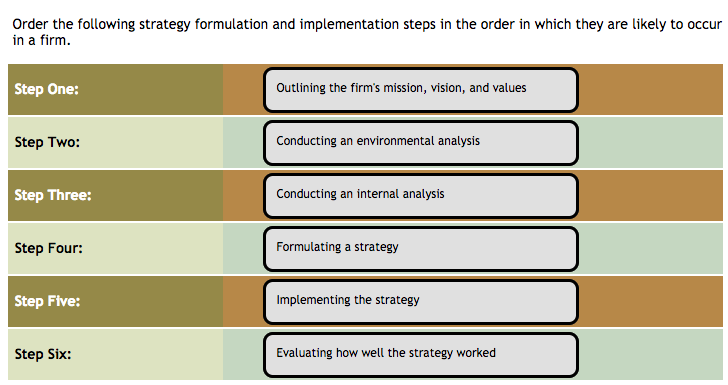 Order the following strategy formulation and implementation steps in the order in which they are likely to occur
in a firm.
Step One: Outlining the firm's mission, vision, and values
Step Two: Conducting an environmental analysis
Step Three: Conducting an internal analysis
Step Four: Formulating a strategy
Step Five: Implementing the strategy
Step Six: Evaluating how well the strategy worked